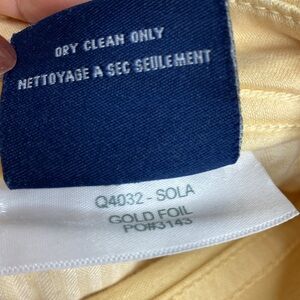 DRY CLEAN ONLY
NETTOYAGE A SEC SEULEMENT
Q4032 - SOLA
GOLD FOIL
PO#3143